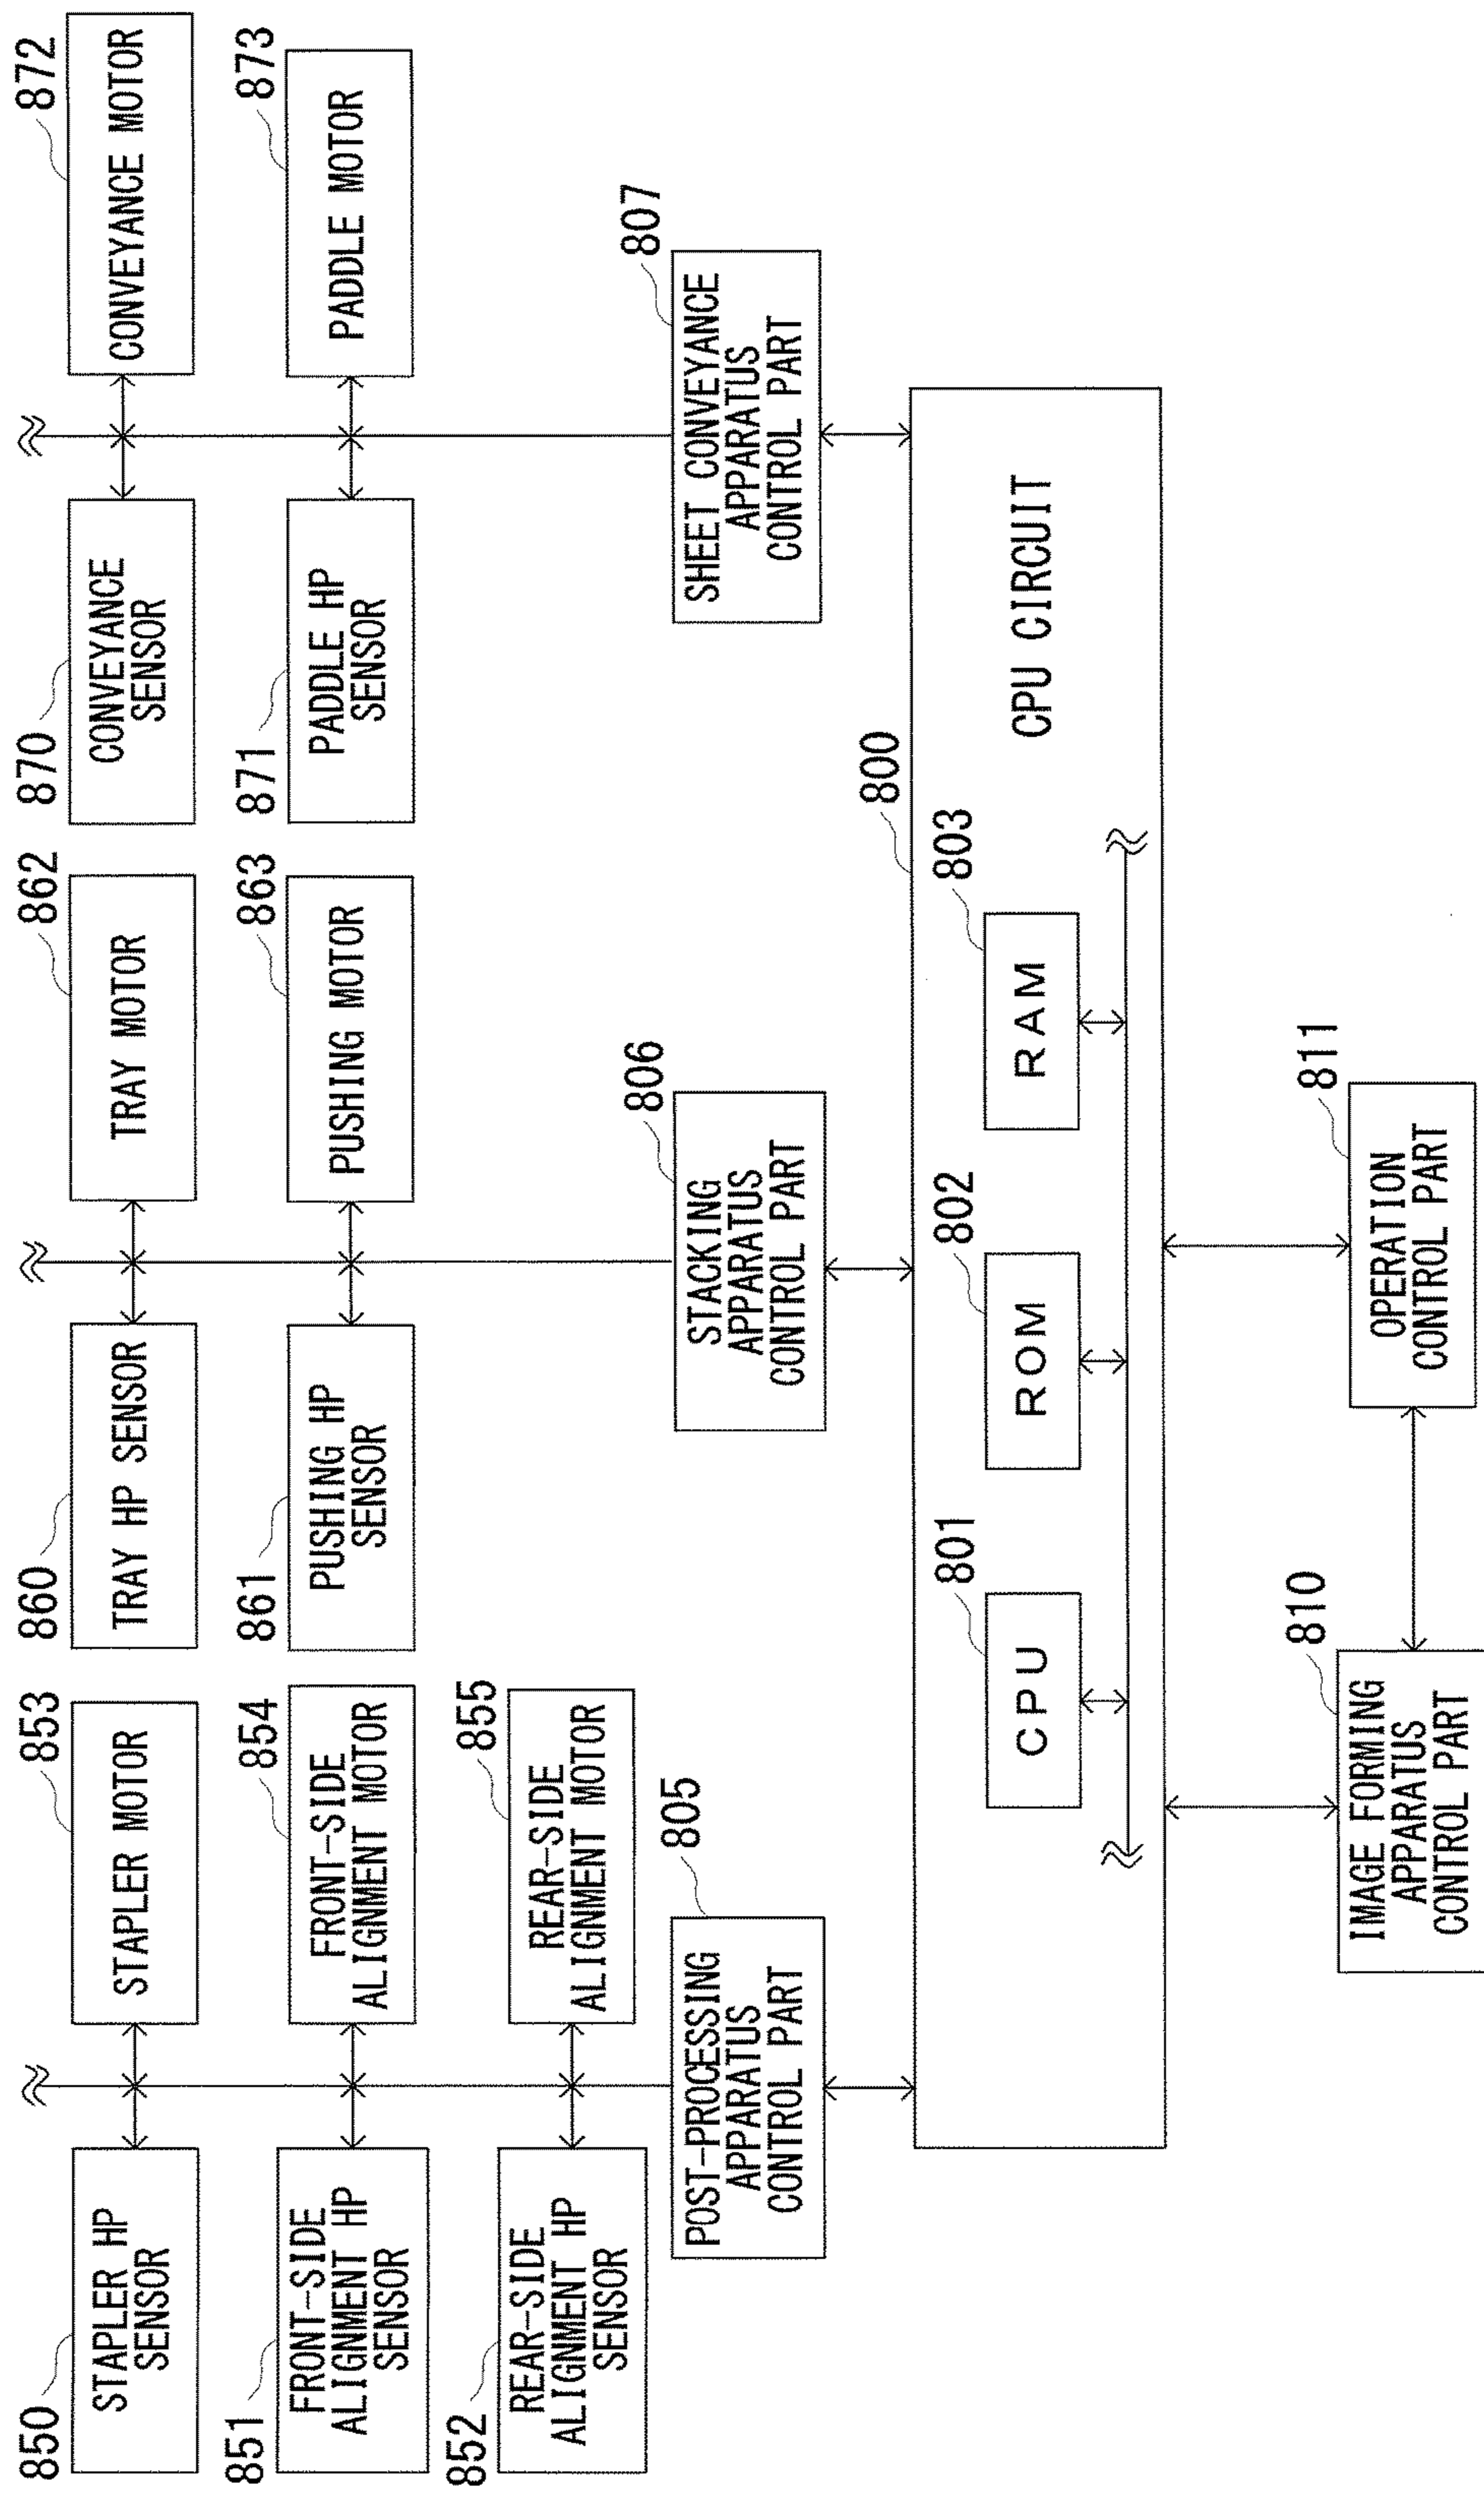 850
STAPLER HP
SENSOR
853
STAPLER MOTOR
860
TRAY HP SENSOR
862
TRAY MOTOR
870
CONVEYANCE
SENSOR
872
CONVEYANCE MOTOR
851
FRONT-SIDE
ALIGNMENT HP
SENSOR
854
FRONT-SIDE
ALIGNMENT MOTOR
861
PUSHING HP
SENSOR
863
PUSHING MOTOR
871
PADDLE HP
SENSOR
873
PADDLE MOTOR
852
REAR-SIDE
ALIGNMENT HP
SENSOR
855
REAR-SIDE
ALIGNMENT MOTOR
805
POST-PROCESSING
APPARATUS
CONTROL PART
806
STACKING
APPARATUS
CONTROL PART
807
SHEET CONVEYANCE
APPARATUS
CONTROL PART
800
801
CPU
802
ROM
803
RAM
CPU CIRCUIT
810
IMAGE FORMING
APPARATUS
CONTROL PART
811
OPERATION
CONTROL PART